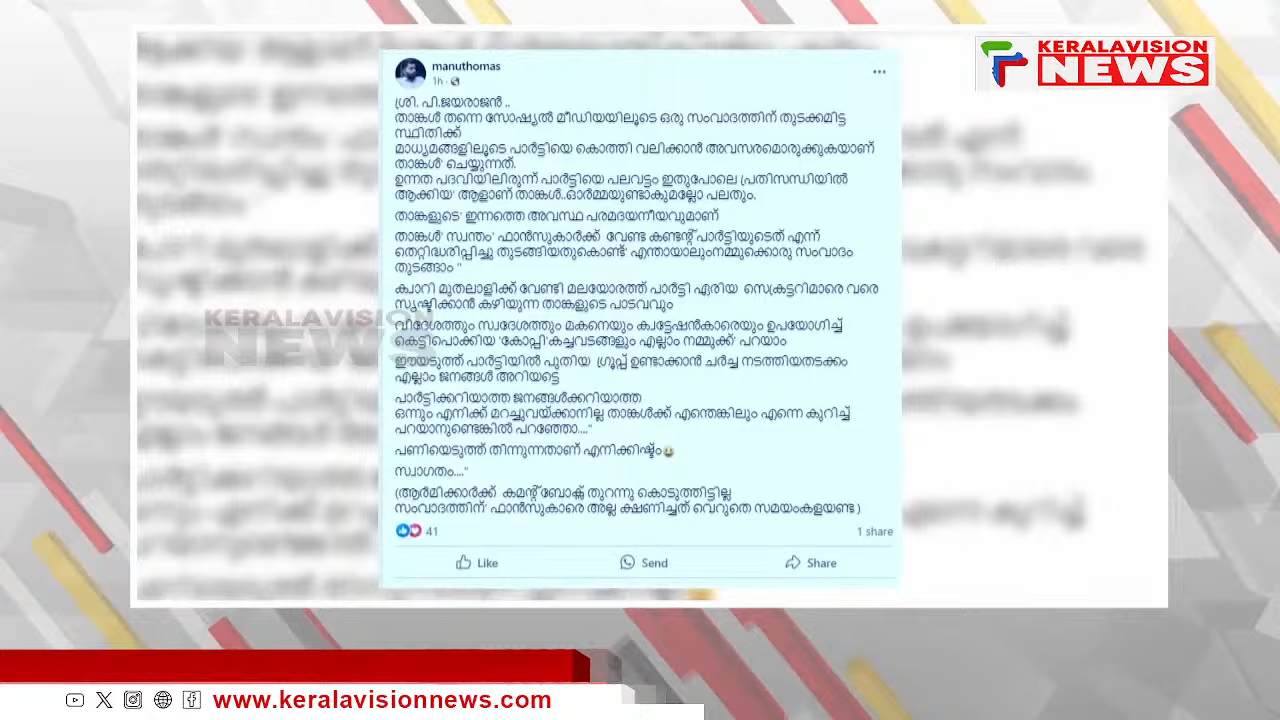 KERALAVISION
NEWS
manuthomas
1h
ശ്രി. പി.ജയരാജൻ ..
താങ്കൾ തന്നെ സോഷ്യൽ മീഡിയയിലൂടെ ഒരു സംവാദത്തിന് തുടക്കമിട്ട
സ്ഥിതിക്ക്
മാധ്യമങ്ങളിലൂടെ പാർട്ടിയെ കൊത്തി വലിക്കാൻ അവസരമൊരുക്കുകയാണ്
താങ്കൾ' ചെയ്യുന്നത്.
ഉന്നത പദവിയിലിരുന്ന് പാർട്ടിയെ പലവട്ടം ഇതുപോലെ പ്രതിസന്ധിയിൽ
ആക്കിയ' ആളാണ് താങ്കൾ..ഓർമ്മയുണ്ടാകുമല്ലോ പലതും.
താങ്കളുടെ' ഇന്നത്തെ അവസ്ഥ പരമദയനീയവുമാണ്
താങ്കൾ' സ്വന്തം' ഫാൻസുകാർക്ക് വേണ്ട കണ്ടന്റ് പാർട്ടിയുടെത് എന്ന്
തെറ്റിദ്ധരിപ്പിച്ചു തുടങ്ങിയതുകൊണ്ട്' എന്തായാലുംനമ്മുക്കൊരു സംവാദം
തുടങ്ങാം "
ക്വാറി മുതലാളിക്ക് വേണ്ടി മലയോരത്ത് പാർട്ടി ഏരിയ സെക്രട്ടറിമാരെ വരെ
സൃഷ്ടിക്കാൻ കഴിയുന്ന താങ്കളുടെ പാടവവും
വിദേശത്തും സ്വദേശത്തും മകനെയും ക്വട്ടേഷൻകാരെയും ഉപയോഗിച്ച്
കെട്ടിപൊക്കിയ 'കോപ്പി'കച്ചവടങ്ങളും എല്ലാം നമ്മുക്ക്' പറയാം
ഈയടുത്ത് പാർട്ടിയിൽ പുതിയ ഗ്രൂപ്പ് ഉണ്ടാക്കാൻ ചർച്ച നടത്തിയതടക്കം
എല്ലാം ജനങ്ങൾ അറിയട്ടെ
പാർട്ടിക്കറിയാത്ത ജനങ്ങൾക്കറിയാത്ത
ഒന്നും എനിക്ക് മറച്ചുവയ്ക്കാനില്ല താങ്കൾക്ക് എന്തെങ്കിലും എന്നെ കുറിച്ച്
പറയാനുണ്ടെങ്കിൽ പറഞ്ഞോ...."
പണിയെടുത്ത് തിന്നുന്നതാണ് എനിക്കിഷ്ടം😀
സ്വാഗതം...."
(ആർമിക്കാർക്ക് കമന്റ് ബോക്സ് തുറന്നു കൊടുത്തിട്ടില്ല
സംവാദത്തിന്' ഫാൻസുകാരെ അല്ല ക്ഷണിച്ചത് വെറുതെ സമയംകളയണ്ട )
41
1 share
Like
Send
Share
KERALAVISION
NEWS
www.keralavisionnews.com